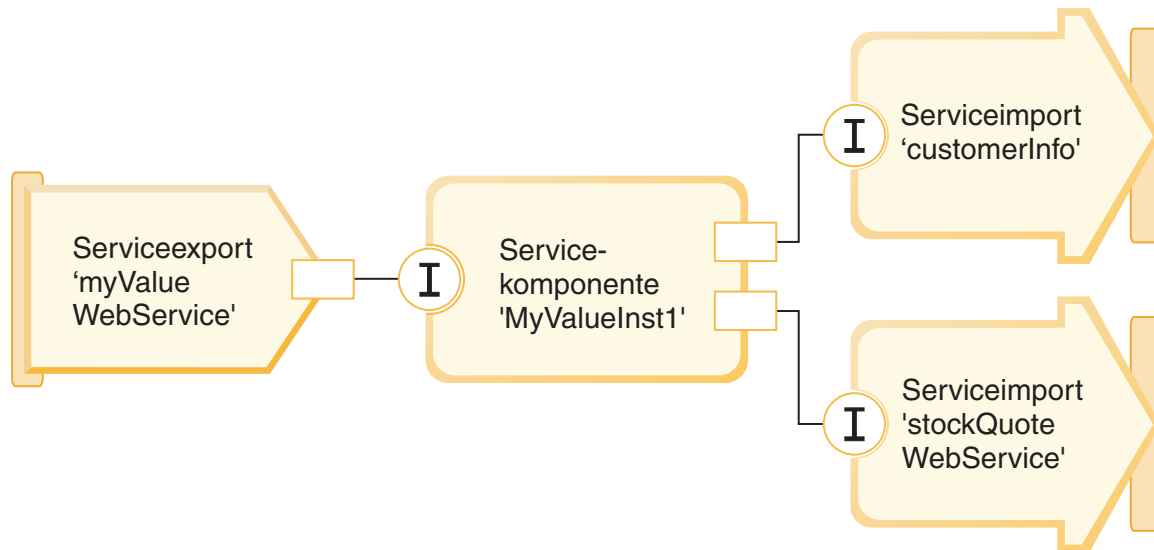 Serviceexport
‘myValue
WebService'
I
Service-
komponente
'MyValueInst1'
I
Serviceimport
‘customerInfo'
I
Serviceimport
'stockQuote
WebService'